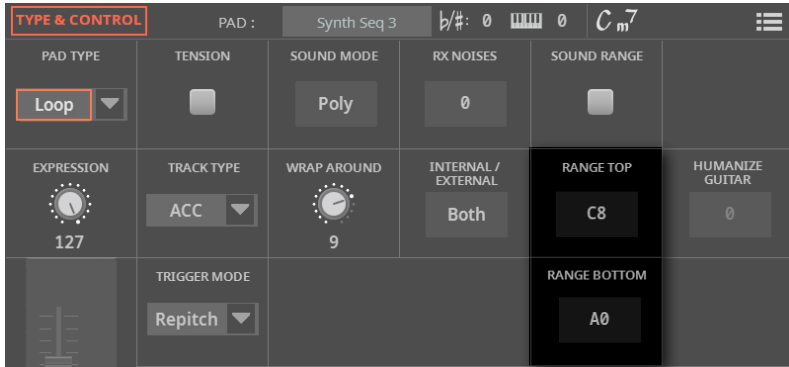 TYPE & CONTROL PAD : Synth Seq 3 b/#: 0 0 Cm7
PAD TYPE TENSION SOUND MODE RX NOISES SOUND RANGE
Loop Poly 0
EXPRESSION TRACK TYPE WRAP AROUND INTERNAL / EXTERNAL RANGE TOP HUMANIZE GUITAR
127 ACC 9 Both C8 0
TRIGGER MODE RANGE BOTTOM
Repitch A0